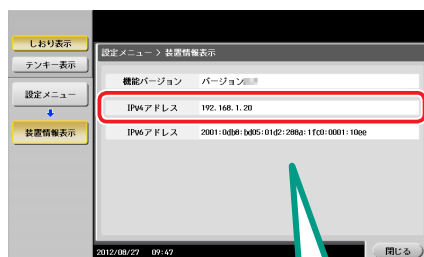 しおり表示
テンキー表示
設定メニュー
装置情報表示
設定メニュー > 装置情報表示
機能バージョン バージョン
IPv4アドレス 192.168.1.20
IPv6アドレス 2001:0db8:bd05:01d2:288a:1fc0:0001:10ee
2012/08/27 09:47
閉じる